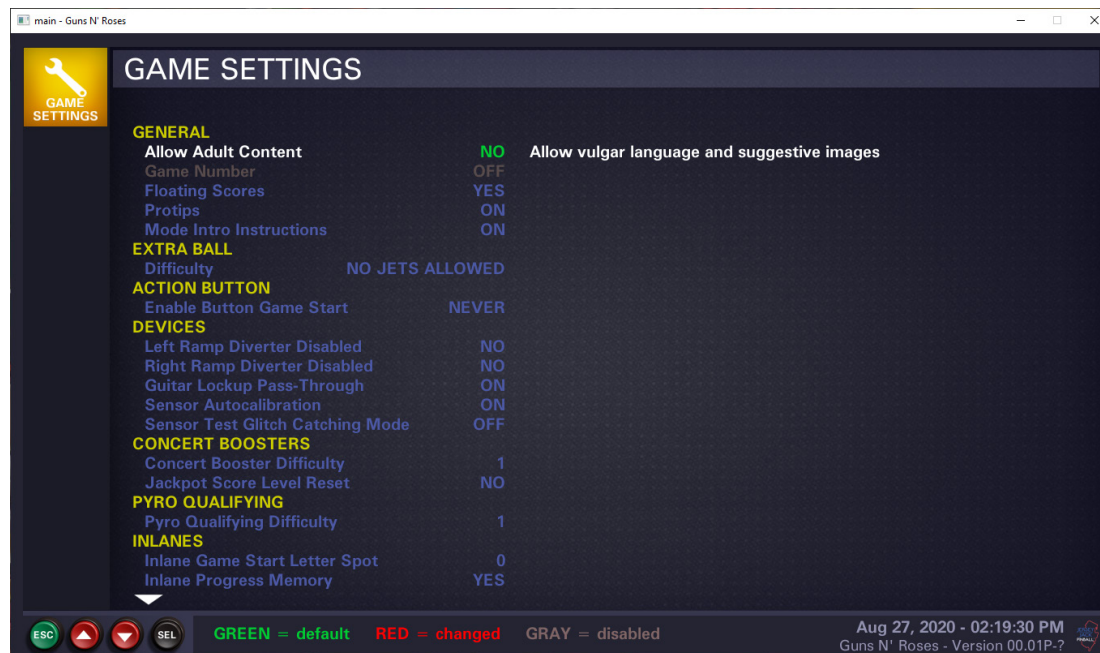 main - Guns N' Roses
GAME SETTINGS
GAME SETTINGS
GENERAL
Allow Adult Content NO Allow vulgar language and suggestive images
Game Number OFF
Floating Scores YES
Protips ON
Mode Intro Instructions ON
EXTRA BALL
Difficulty NO JETS ALLOWED
ACTION BUTTON
Enable Button Game Start NEVER
DEVICES
Left Ramp Diverter Disabled NO
Right Ramp Diverter Disabled NO
Guitar Lockup Pass-Through ON
Sensor Autocalibration ON
Sensor Test Glitch Catching Mode OFF
CONCERT BOOSTERS
Concert Booster Difficulty 1
Jackpot Score Level Reset NO
PYRO QUALIFYING
Pyro Qualifying Difficulty 1
INLANES
Inlane Game Start Letter Spot 0
Inlane Progress Memory YES
ESC SEL GREEN = default RED = changed GRAY = disabled
Aug 27, 2020 - 02:19:30 PM
Guns N' Roses - Version 00.01P-?